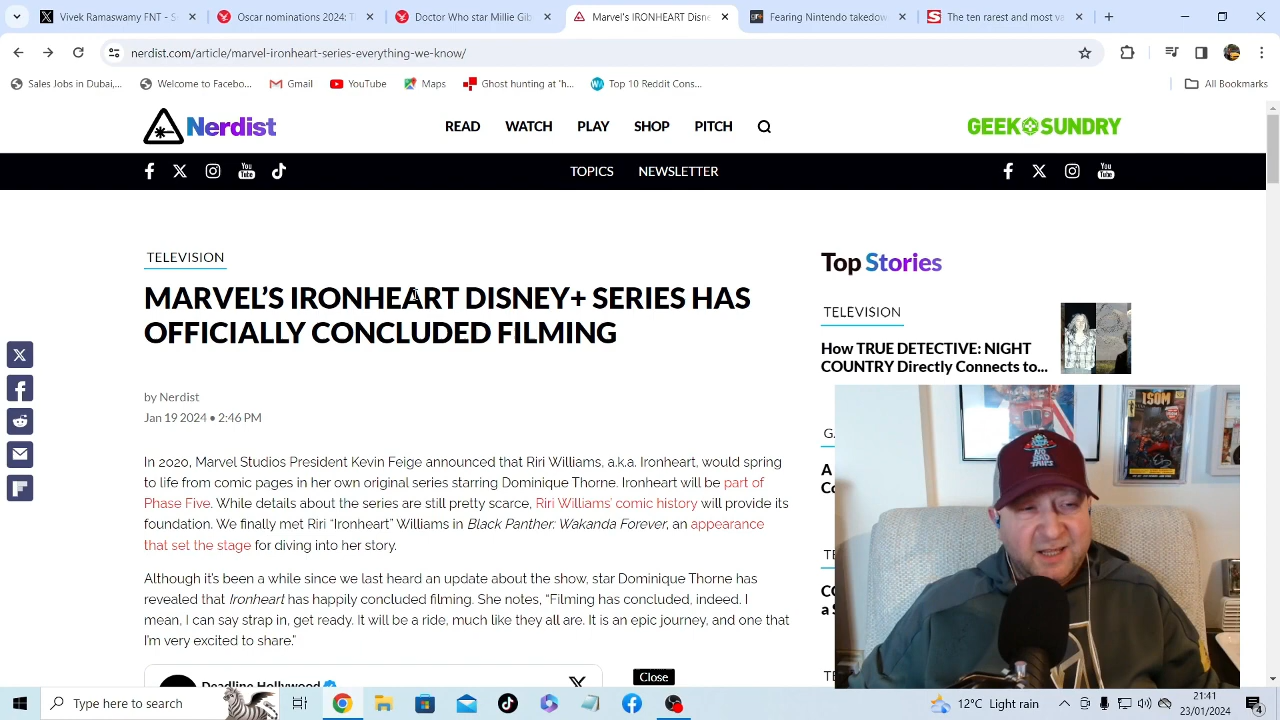 Vivek Ramas
Oscar nominations 2024: T
Doctor Who star Millie Gib
Marvel's IRONHEART Disne
Fearing Nintendo takedow
The ten rarest and most va
nerdist.com/article/marvel-ironheart-series-everything-we-know/
Sales Jobs in Dubai,...
Welcome to Facebo...
Gmail
YouTube
Maps
Ghost hunting at 'h...
Top 10 Reddit Cons...
All Bookmarks
Nerdist
READ
WATCH
PLAY
SHOP
PITCH
GEEK SUNDRY
TOPICS
NEWSLETTER
TELEVISION
MARVEL'S IRONHEART DISNEY+ SERIES HAS
OFFICIALLY CONCLUDED FILMING
by Nerdist
Jan 19 2024 • 2:46 PM
In 2020, Marvel Studios President Kevin Feige announced that Riri Williams, a.k.a. Ironheart, would spring
to life from comic pages in her own original series starring Dominique Thorne. Ironheart will be part of
Phase Five. While details about the series are still pretty scarce, Riri Williams' comic history will provide its
foundation. We finally met Riri "Ironheart" Williams in Black Panther: Wakanda Forever, an appearance
that set the stage for diving into her story.
Although it's been a while since we last heard an update about the show, star Dominique Thorne has
revealed that Ironheart has happily concluded filming. She notes, "Filming has concluded, indeed. I
mean, I can say strap in, get ready. It will be a ride, much like they all are. It is an epic journey, and one that
I'm very excited to share."
Deadline Hollywood
Close
Top Stories
TELEVISION
How TRUE DETECTIVE: NIGHT
COUNTRY Directly Connects to...
ISOM
Type here to search
12°C Light rain
21:41
23/01/2024
4